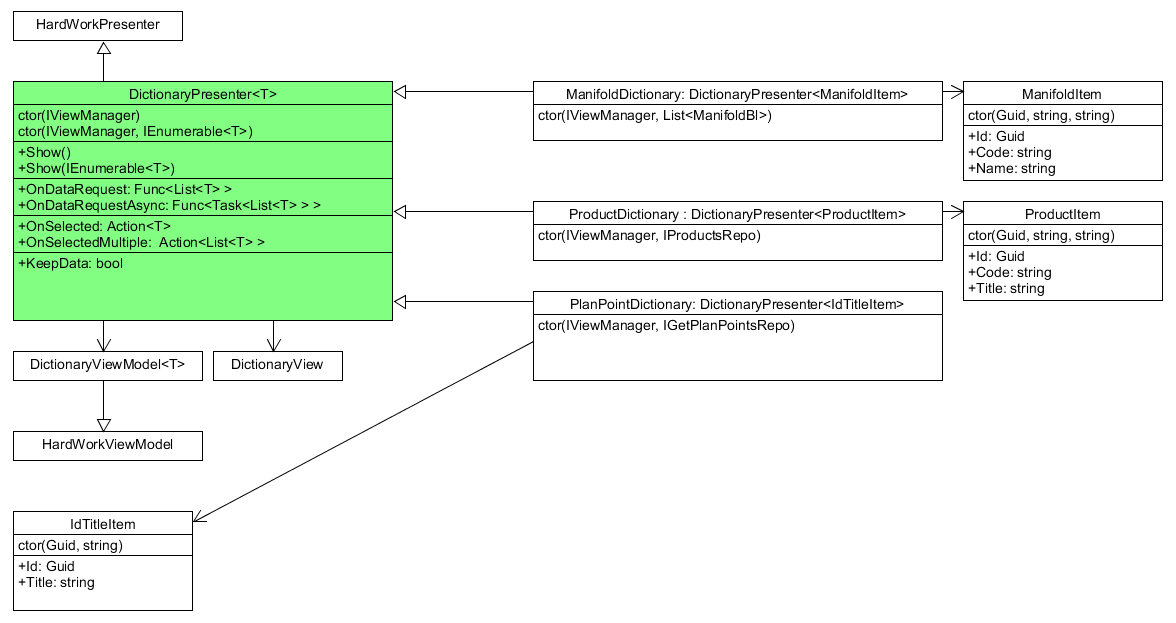 HardWorkPresenter
DictionaryPresenter<T>
ctor(IViewManager)
ctor(IViewManager, IEnumerable<T>)
+Show()
+Show(IEnumerable<T>)
+OnDataRequest: Func<List<T> >
+OnDataRequestAsync: Func<Task<List<T> > >
+OnSelected: Action<T>
+OnSelectedMultiple:  Action<List<T> >
+KeepData: bool
ManifoldDictionary: DictionaryPresenter<ManifoldItem>
ctor(IViewManager, List<ManifoldBl>)
ManifoldItem
ctor(Guid, string, string)
+Id: Guid
+Code: string
+Name: string
ProductDictionary : DictionaryPresenter<ProductItem>
ctor(IViewManager, IProductsRepo)
ProductItem
ctor(Guid, string, string)
+Id: Guid
+Code: string
+Title: string
PlanPointDictionary: DictionaryPresenter<IdTitleItem>
ctor(IViewManager, IGetPlanPointsRepo)
DictionaryViewModel<T>
DictionaryView
HardWorkViewModel
IdTitleItem
ctor(Guid, string)
+Id: Guid
+Title: string